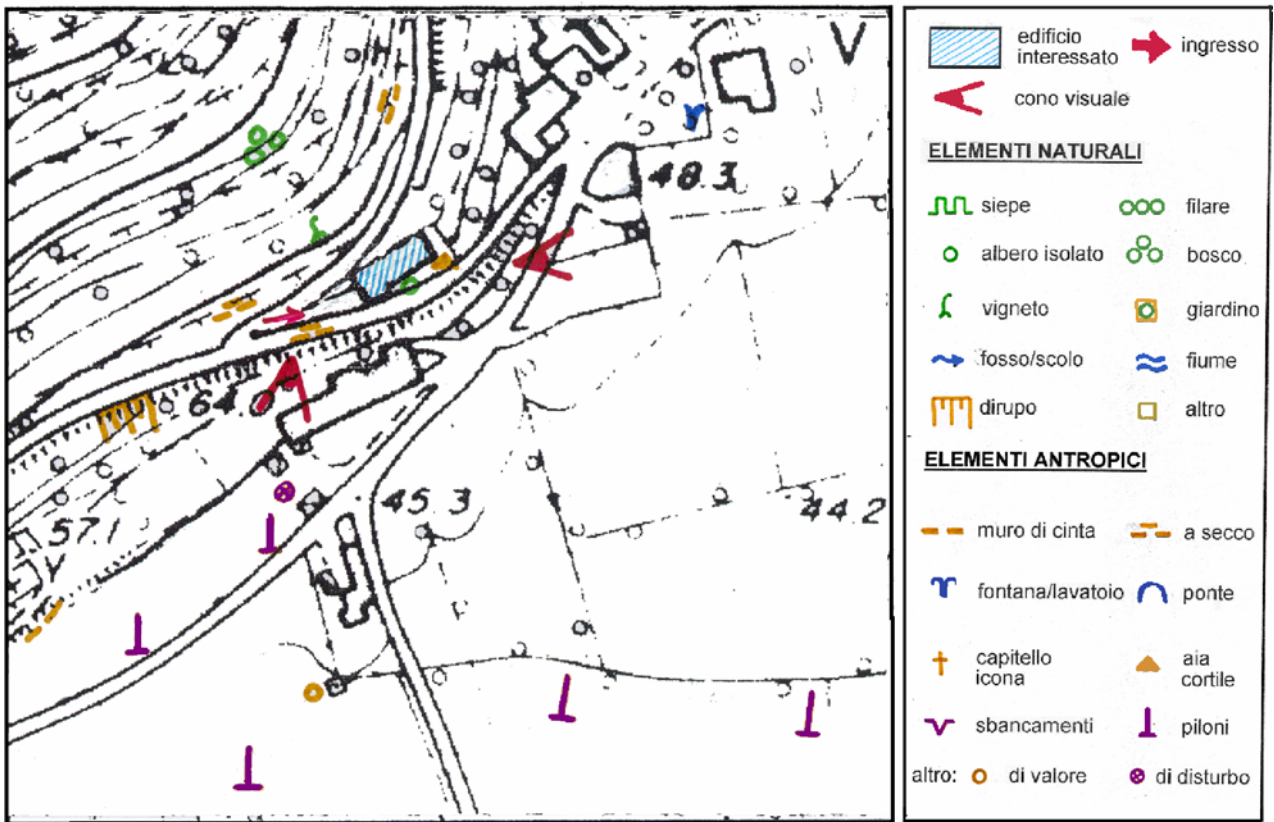 V
48.3
64.0
57.1
V
45.3
44.2
edificio
interessato
ingresso
cono visuale
ELEMENTI NATURALI
siepe
filare
albero isolato
bosco
vigneto
giardino
fosso/scolo
fiume
dirupo
altro
ELEMENTI ANTROPICI
muro di cinta
a secco
fontana/lavatoio
ponte
capitello
icona
aia
cortile
sbancamenti
piloni
altro:
di valore
di disturbo